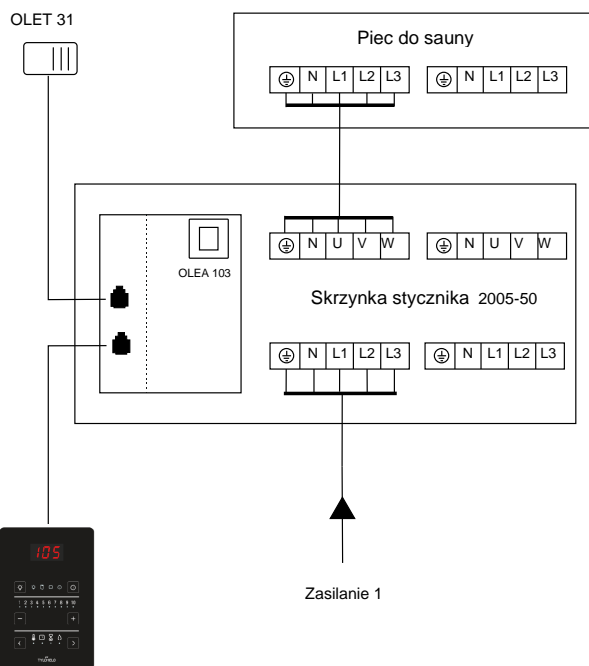 OLET 31
Piec do sauny
N L1 L2 L3
N L1 L2 L3
N U V W
N U V W
OLEA 103
Skrzynka stycznika 2005-50
N L1 L2 L3
N L1 L2 L3
Zasilanie 1
105
1 2 3 4 5 6 7 8 9 10
TYLÖHELO